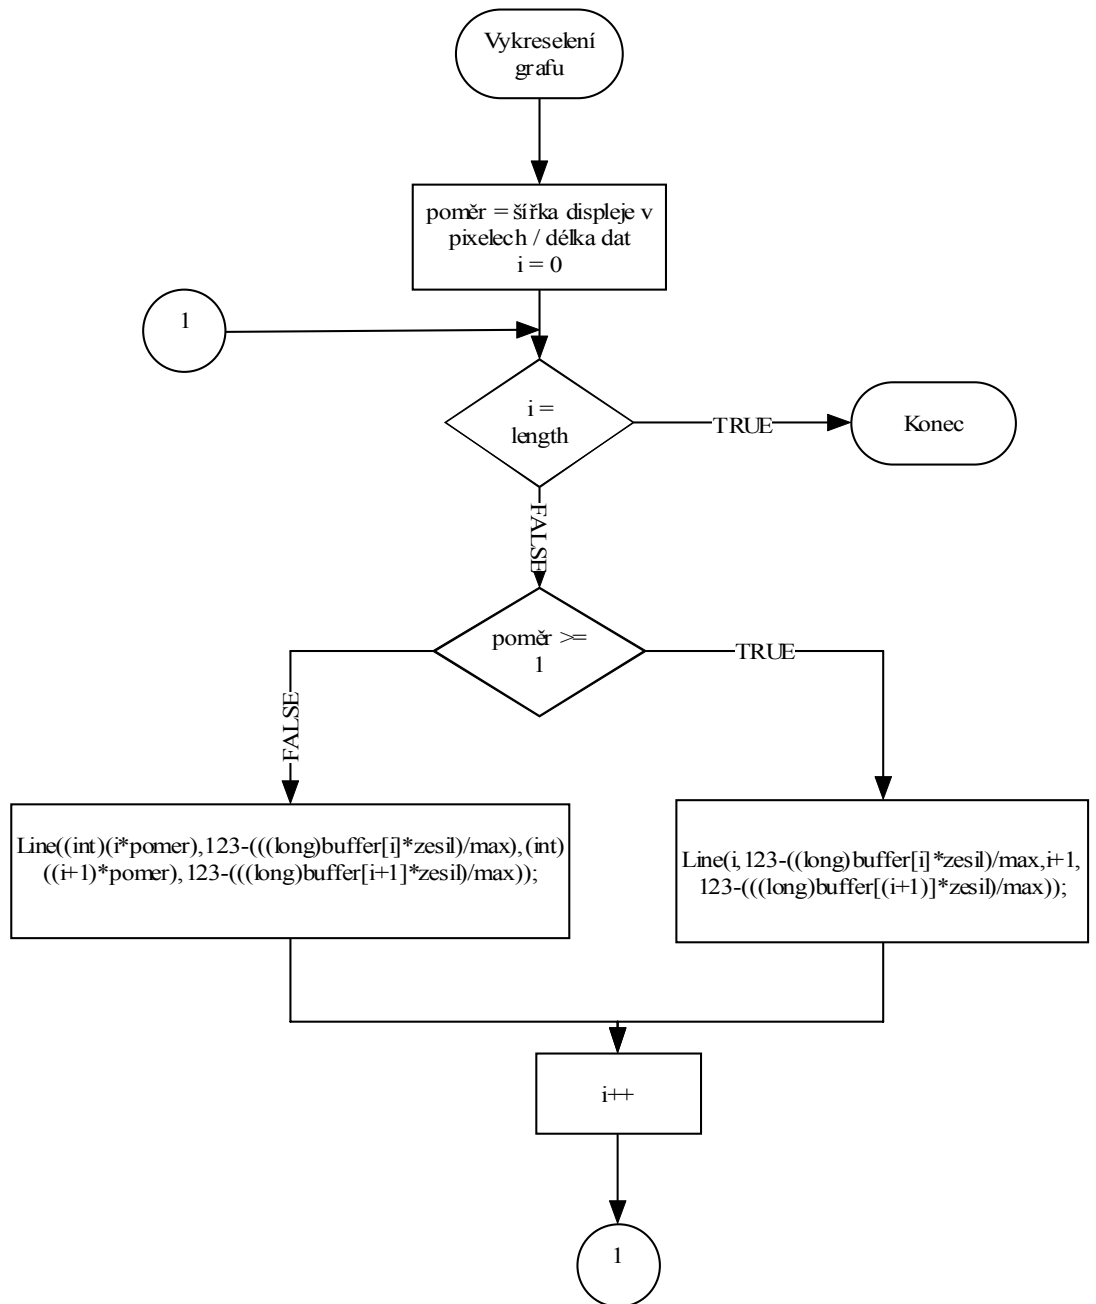 Vykreselení
grafu
poměr = šířka displeje v
pixelech / délka dat
i = 0
1
i =
length
TRUE
Konec
FALSE
poměr >=
1
TRUE
FALSE
Line((int)(i*pomer),123-(((long)buffer[i]*zesil)/max),(int)
((i+1)*pomer),123-(((long)buffer[i+1]*zesil)/max));
Line(i,123-((long)buffer[i]*zesil)/max,i+1,
123-(((long)buffer[(i+1)]*zesil)/max));
i++
1